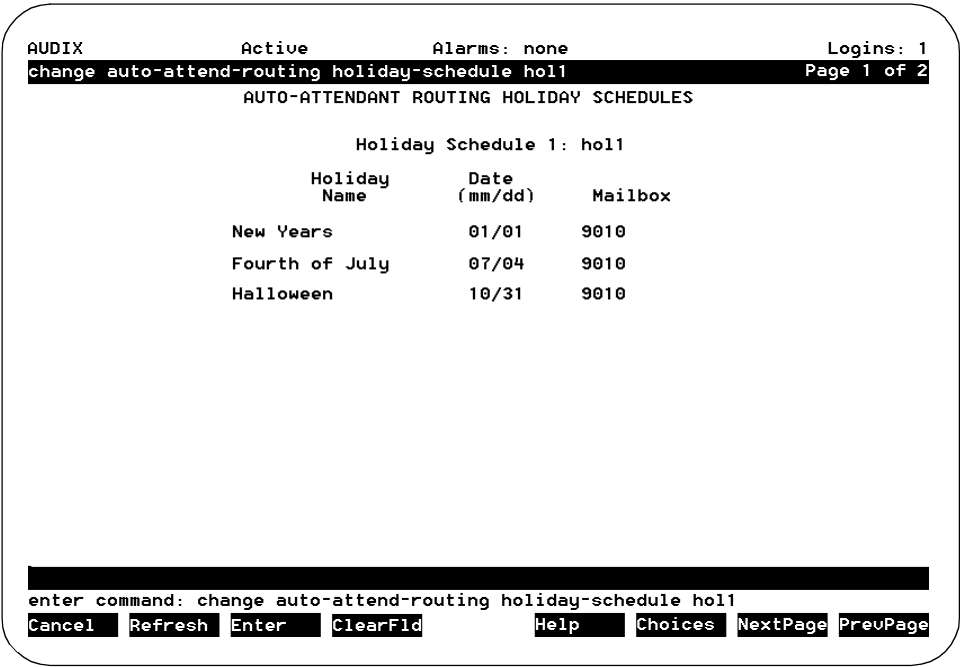 AUDIX Active Alarms: none Logins: 1
change auto-attend-routing holiday-schedule hol1 Page 1 of 2
AUTO-ATTENDANT ROUTING HOLIDAY SCHEDULES
Holiday Schedule 1: hol1
Holiday Date
Name (mm/dd) Mailbox
New Years 01/01 9010
Fourth of July 07/04 9010
Halloween 10/31 9010
enter command: change auto-attend-routing holiday-schedule hol1
Cancel Refresh Enter ClearFld Help Choices NextPage PrevPage